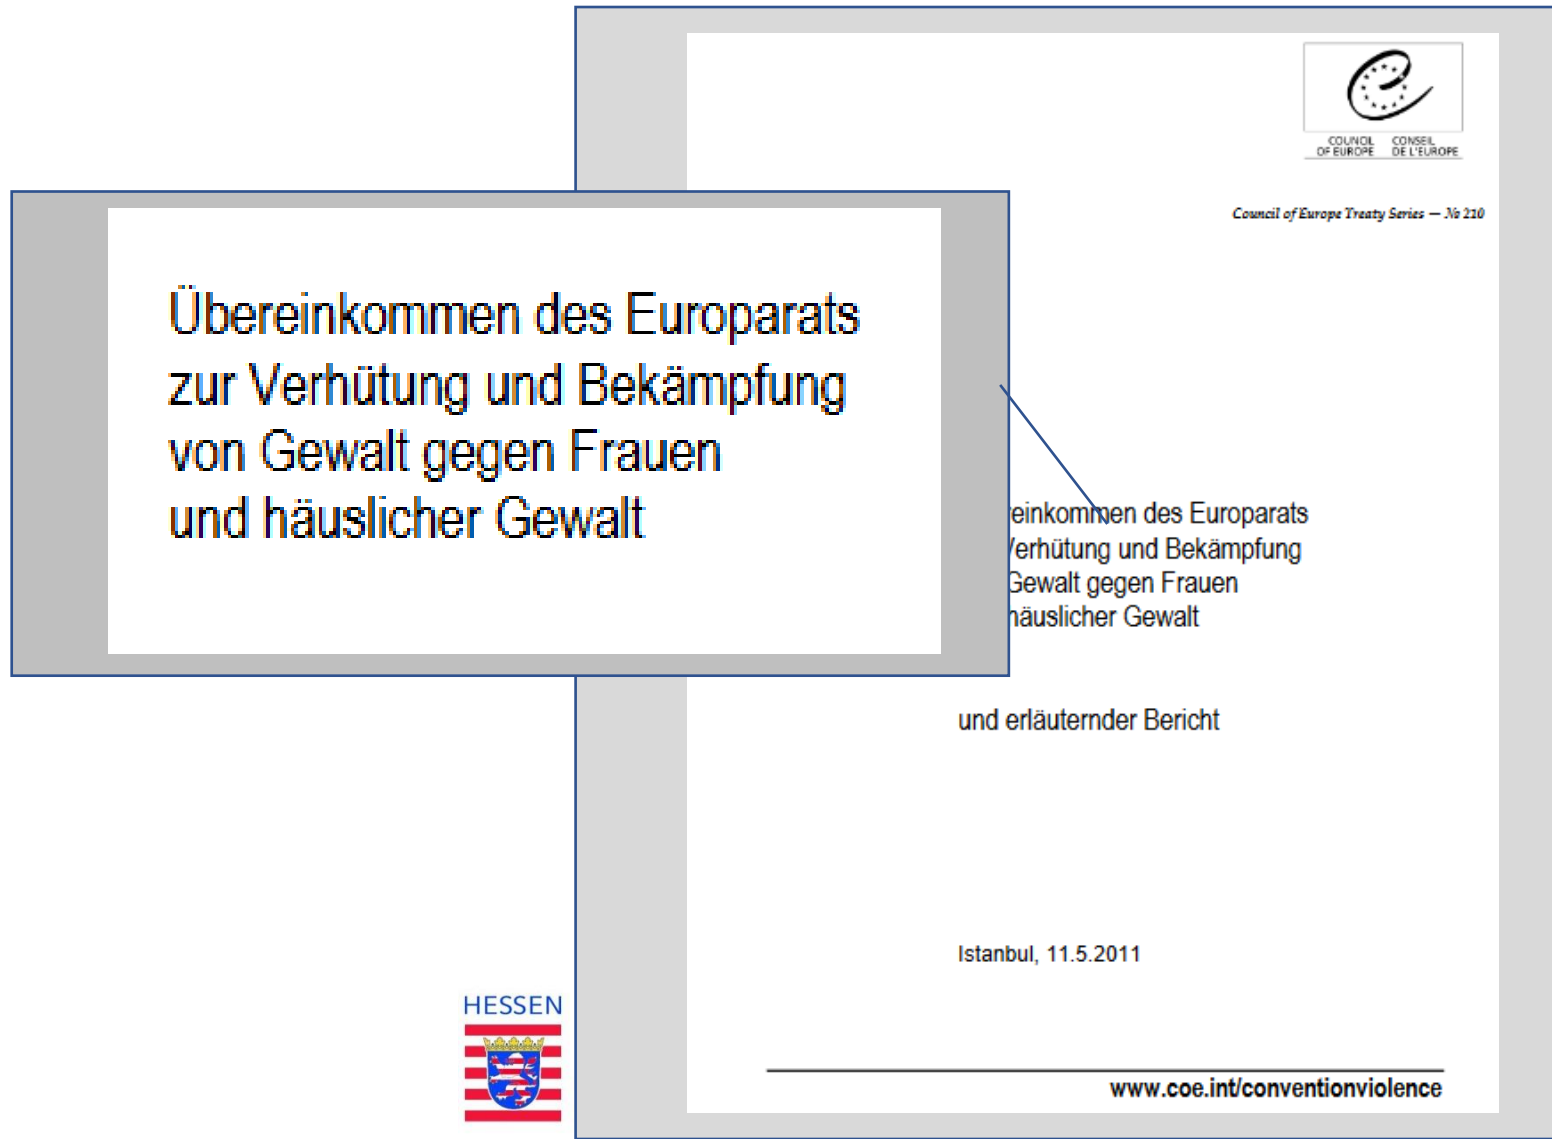 COUNCIL CONSEIL
OF EUROPE DE L'EUROPE
Council of Europe Treaty Series — No 210
Übereinkommen des Europarats
zur Verhütung und Bekämpfung
von Gewalt gegen Frauen
und häuslicher Gewalt
einkommen des Europarats
erhütung und Bekämpfung
Gewalt gegen Frauen
häuslicher Gewalt
und erläuternder Bericht
Istanbul, 11.5.2011
HESSEN
www.coe.int/conventionviolence